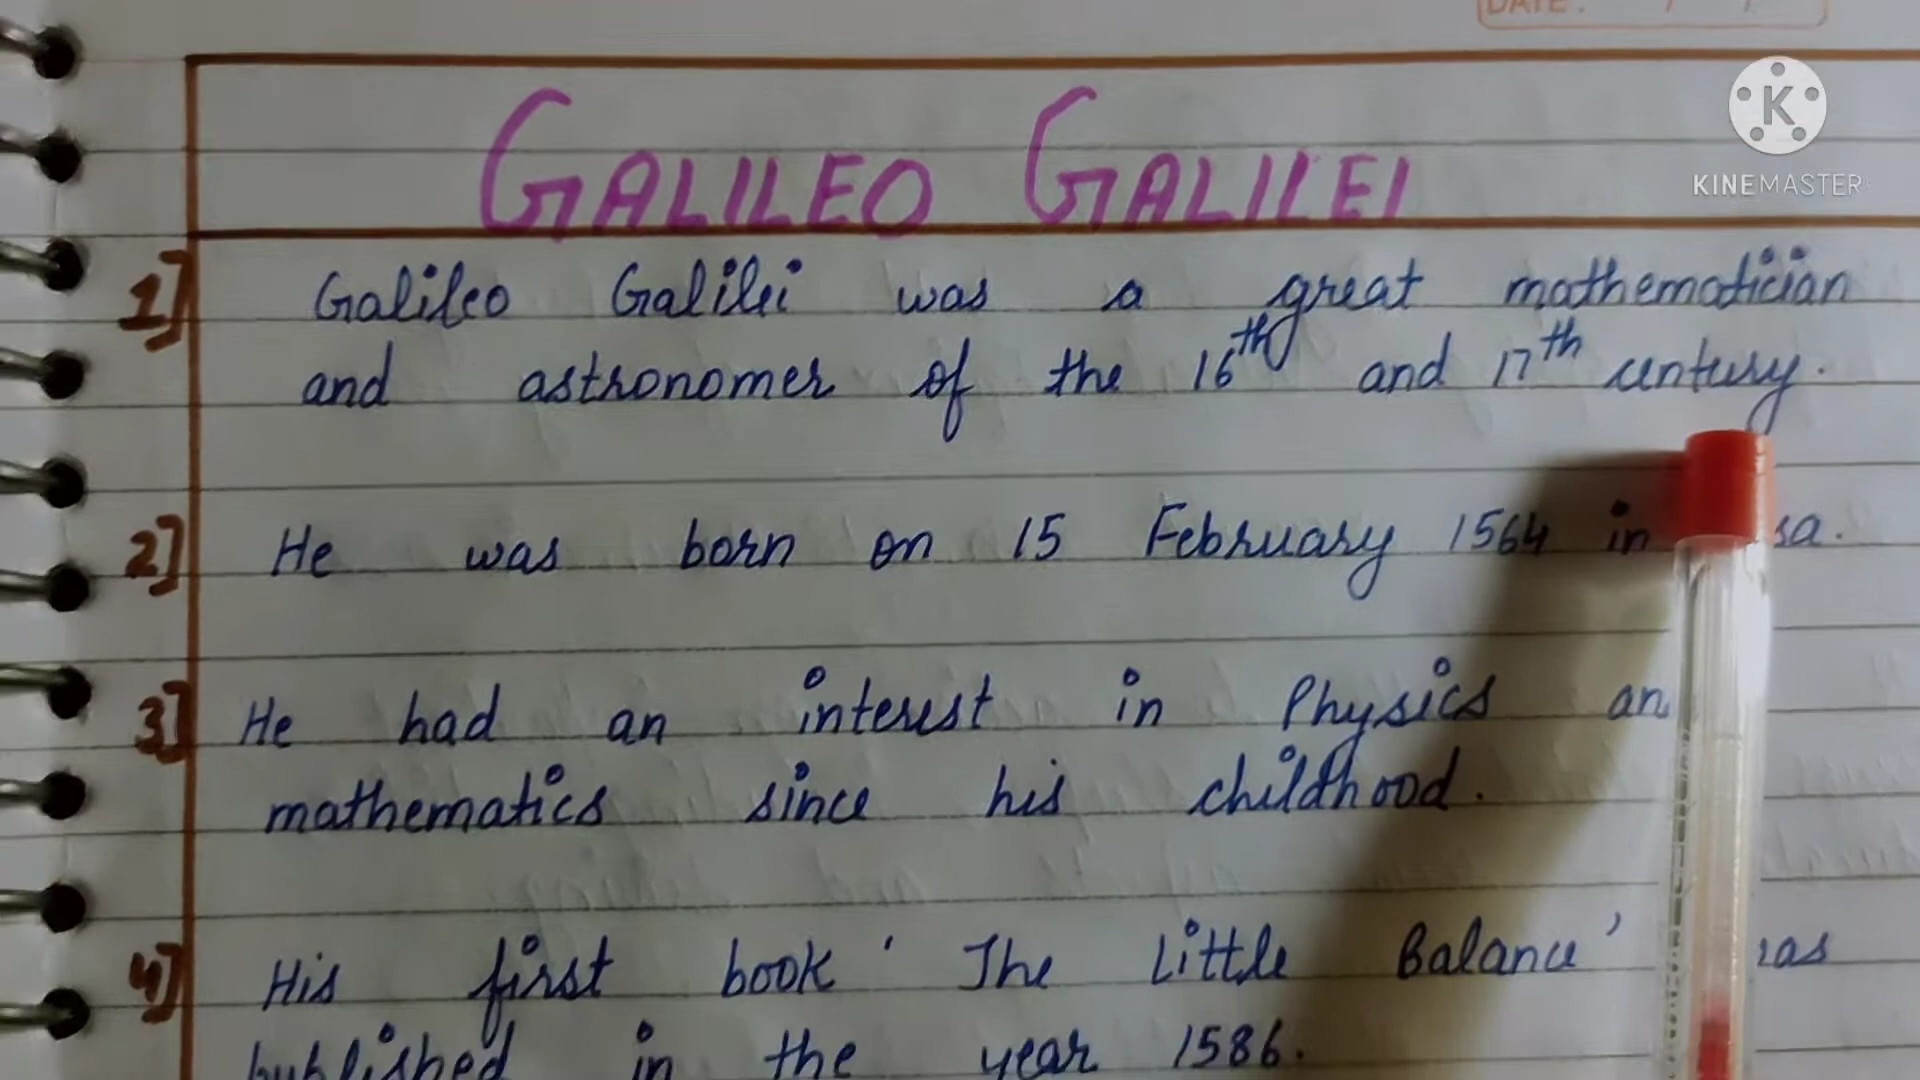 DATE: / /
KINEMASTER
GALILEO GALILEI
1] Galileo Galilei was a great mathematician
and astronomer of the 16th and 17th century.
2] He was born on 15 February 1564 in
3] He had an interest in Physics
mathematics since his childhood.
4] His first book 'The Little Balance'
published in the year 1586.